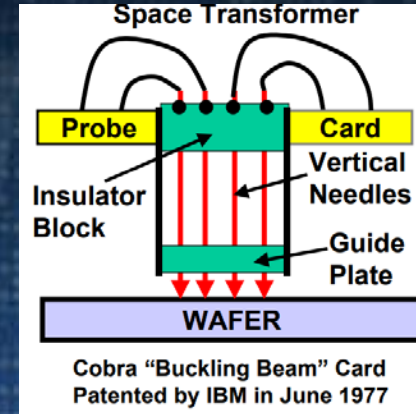 Space Transformer
Probe
Card
Insulator
Block
Vertical
Needles
Guide
Plate
WAFER
Cobra “Buckling Beam” Card
Patented by IBM in June 1977